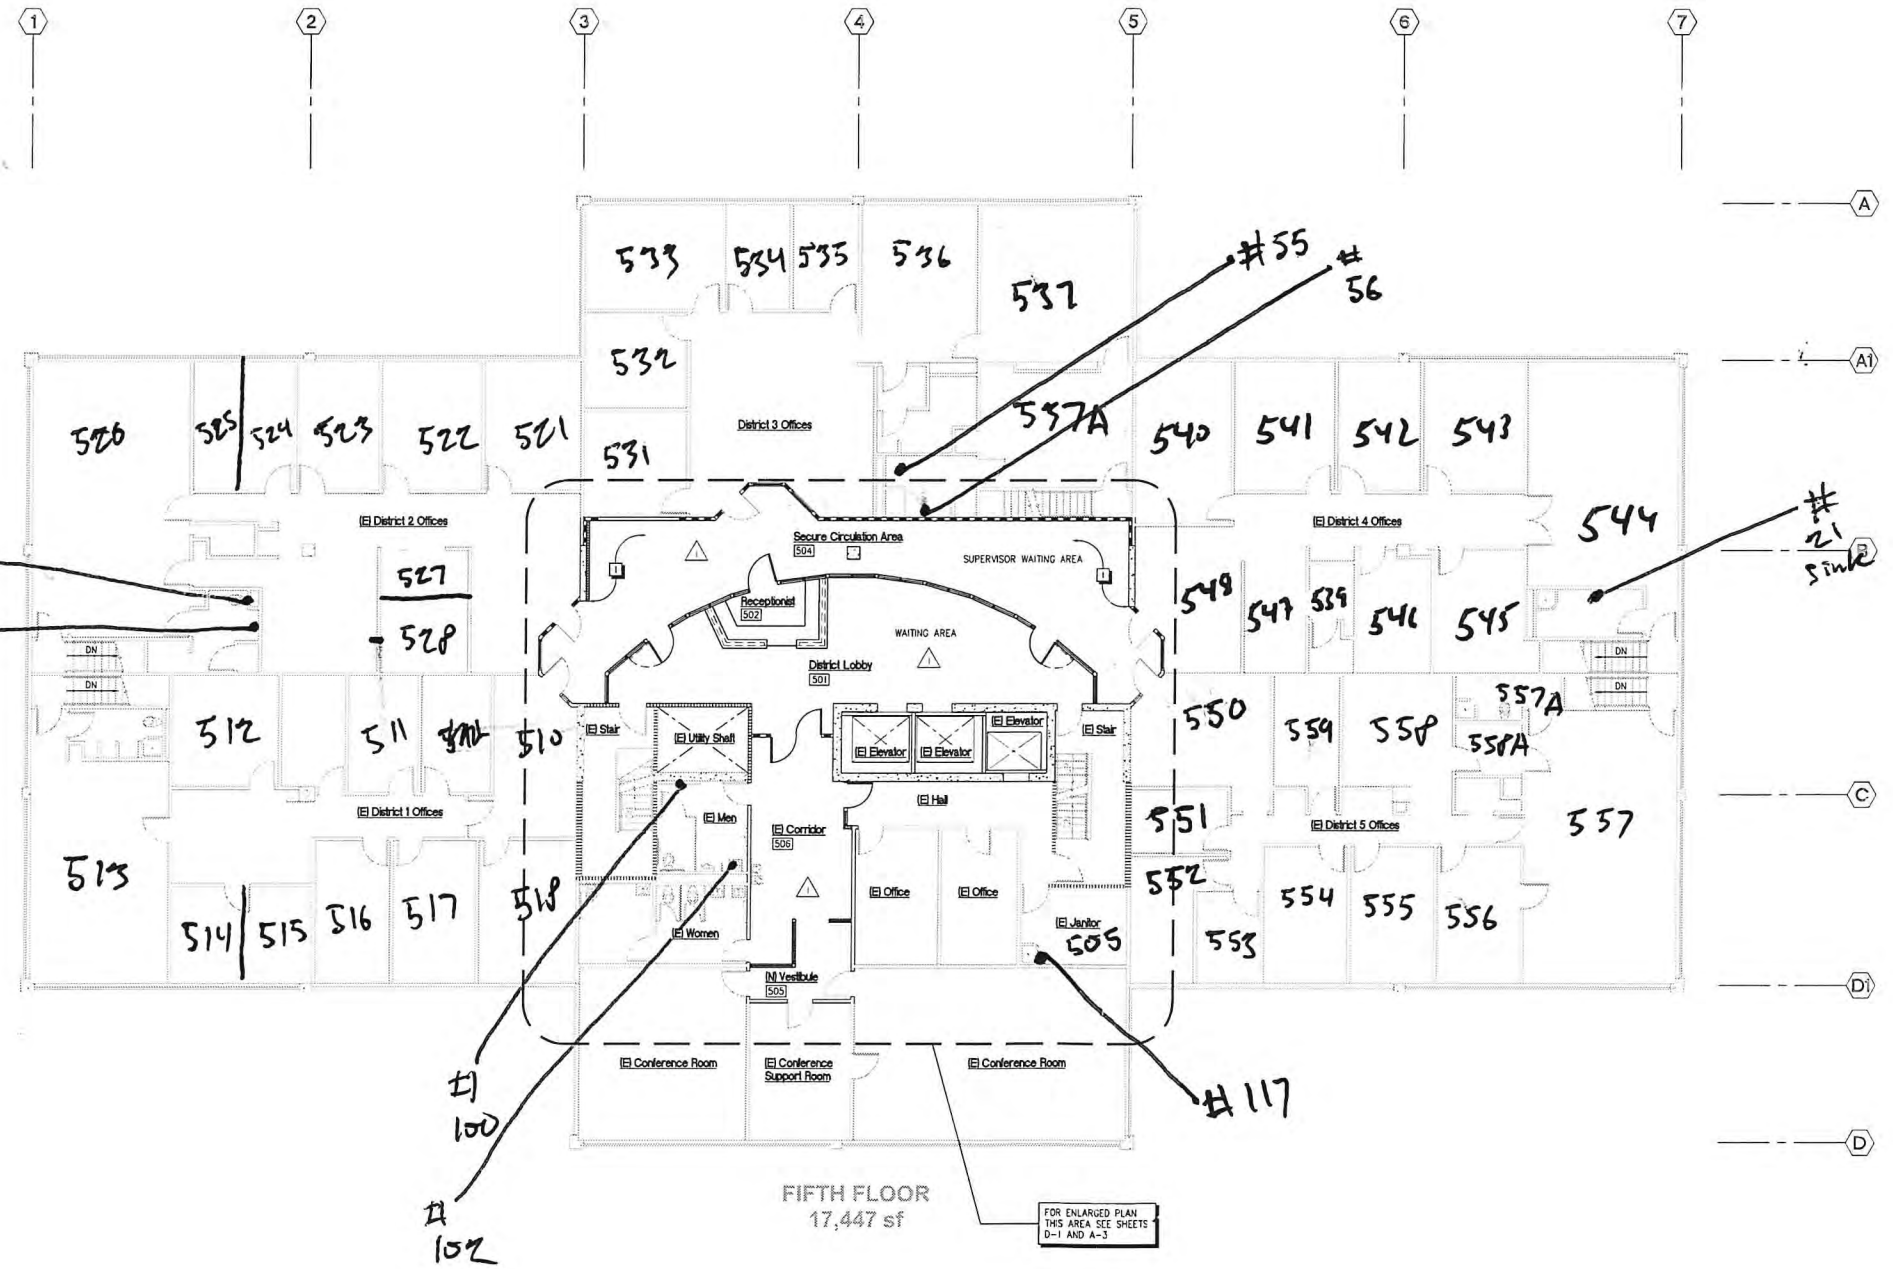 1 2 3 4 5 6 7
A
#55
533 534 535 536
#
56
537
532
A1
526 525 524 523 522 521
District 3 Offices
537A
540 541 542 543
531
(E) District 2 Offices
(E) District 4 Offices
544
#
21
Sink
B
Secure Circulation Area
504
SUPERVISOR WAITING AREA
1
1
1
527
Receptionist
502
548
547
539
546
545
528
WAITING AREA
1
District Lobby
501
DN
DN
DN
DN
512
511
510
(E) Stair
(E) Utility Shaft
(E) Elevator
(E) Elevator
(E) Elevator
(E) Stair
550
559
558
557A
558A
(E) District 1 Offices
(E) Men
(E) Corridor
506
1
(E) Hall
551
(E) District 5 Offices
C
557
513
518
517
516
515
514
(E) Office
(E) Office
552
554
555
556
(E) Women
(E) Janitor
505
553
(N) Vestibule
505
D1
(E) Conference Room
(E) Conference
Support Room
(E) Conference Room
#
100
#117
D
#
102
FIFTH FLOOR
17,447 sf
FOR ENLARGED PLAN
THIS AREA SEE SHEETS
D-1 AND A-3